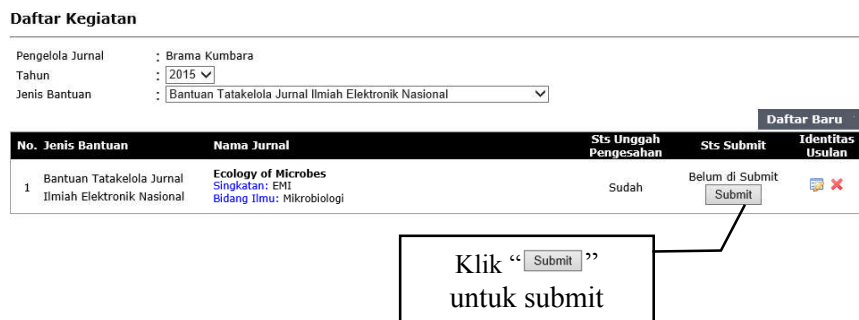 Daftar Kegiatan
Pengelola Jurnal : Brama Kumbara
Tahun : 2015
Jenis Bantuan : Bantuan Tatakelola Jurnal Ilmiah Elektronik Nasional
Daftar Baru
No. Jenis Bantuan Nama Jurnal Sts Unggah Pengesahan Sts Submit Identitas Usulan
1 Bantuan Tatakelola Jurnal Ilmiah Elektronik Nasional
Ecology of Microbes
Singkatan: EMI
Bidang Ilmu: Mikrobiologi
Sudah
Belum di Submit
Submit
Klik “ Submit ”
untuk submit